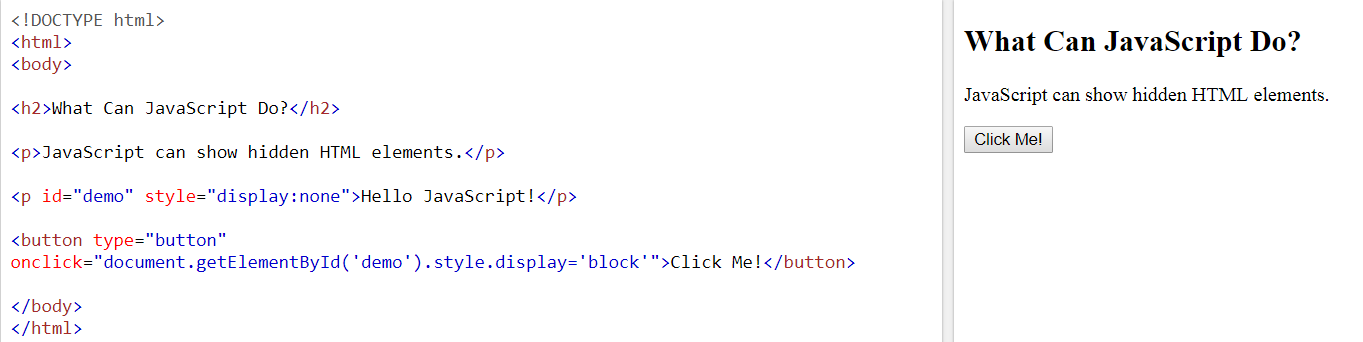 <!DOCTYPE html>
<html>
<body>
<h2>What Can JavaScript Do?</h2>
<p>JavaScript can show hidden HTML elements.</p>
<p id="demo" style="display:none">Hello JavaScript!</p>
<button type="button"
onclick="document.getElementById('demo').style.display='block'">Click Me!</button>
</body>
</html>
What Can JavaScript Do?
JavaScript can show hidden HTML elements.
Click Me!